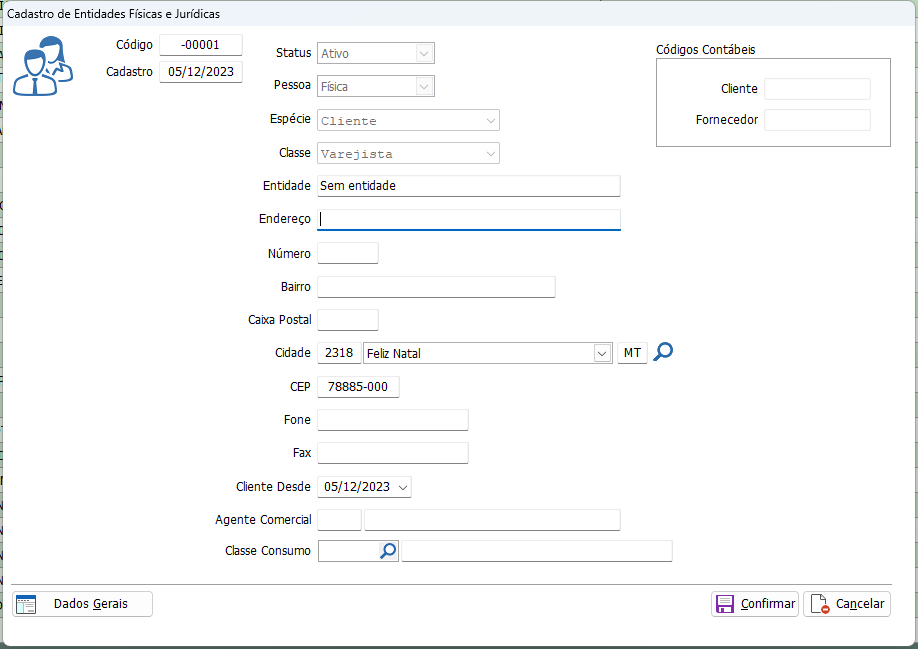 Cadastro de Entidades Físicas e Jurídicas
Código -00001
Cadastro 05/12/2023
Status Ativo
Pessoa Física
Espécie Cliente
Classe Varejista
Entidade Sem entidade
Endereço
Número
Bairro
Caixa Postal
Cidade 2318 Feliz Natal MT
CEP 78885-000
Fone
Fax
Cliente Desde 05/12/2023
Agente Comercial
Classe Consumo
Códigos Contábeis
Cliente
Fornecedor
Dados Gerais
Confirmar
Cancelar